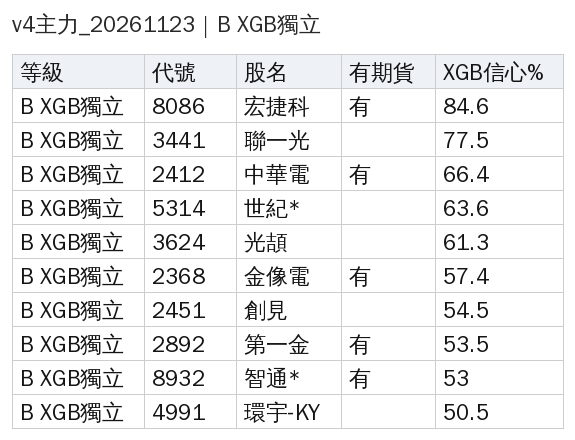 v4主力_20261123 | B XGB獨立
等級 代號 股名 有期貨 XGB信心%
B XGB獨立 8086 宏捷科 有 84.6
B XGB獨立 3441 聯一光 77.5
B XGB獨立 2412 中華電 有 66.4
B XGB獨立 5314 世紀* 63.6
B XGB獨立 3624 光頡 61.3
B XGB獨立 2368 金像電 有 57.4
B XGB獨立 2451 創見 54.5
B XGB獨立 2892 第一金 有 53.5
B XGB獨立 8932 智通* 有 53
B XGB獨立 4991 環宇-KY 50.5